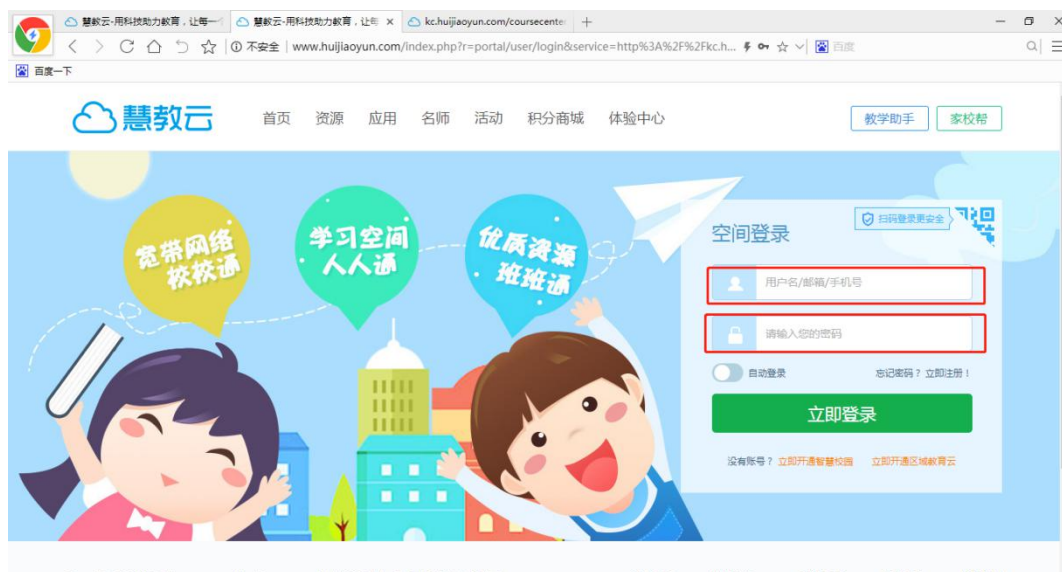 慧教云-用科技助力教育，让每一个
慧教云-用科技助力教育，让每
kc.huijiaoyun.com/coursecente
不安全 | www.huijiaoyun.com/index.php?r=portal/user/login&service=http%3A%2F%2Fkc.h...
百度
百度一下
慧教云
首页 资源 应用 名师 活动 积分商城 体验中心
教学助手 家校帮
宽带网络
校校通
学习空间
人人通
优质资源
班班通
空间登录
扫码登录更安全
用户名/邮箱/手机号
请输入您的密码
自动登录 忘记密码？ 立即注册！
立即登录
没有账号？ 立即开通智慧校园 立即开通区域教育云